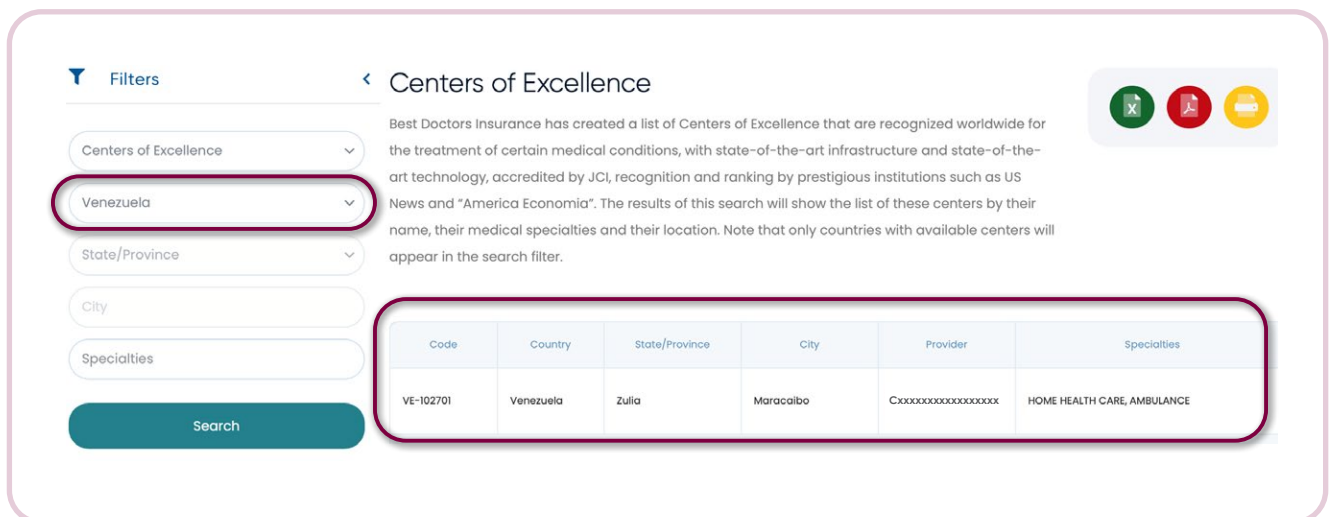 Filters
Centers of Excellence
Venezuela
State/Province
City
Specialties
Search
Centers of Excellence
Best Doctors Insurance has created a list of Centers of Excellence that are recognized worldwide for
the treatment of certain medical conditions, with state-of-the-art infrastructure and state-of-the-
art technology, accredited by JCI, recognition and ranking by prestigious institutions such as US
News and “America Economia”. The results of this search will show the list of these centers by their
name, their medical specialties and their location. Note that only countries with available centers will
appear in the search filter.
Code Country State/Province City Provider Specialties
VE-102701 Venezuela Zulia Maracaibo Cxxxxxxxxxxxxxxxxx HOME HEALTH CARE, AMBULANCE